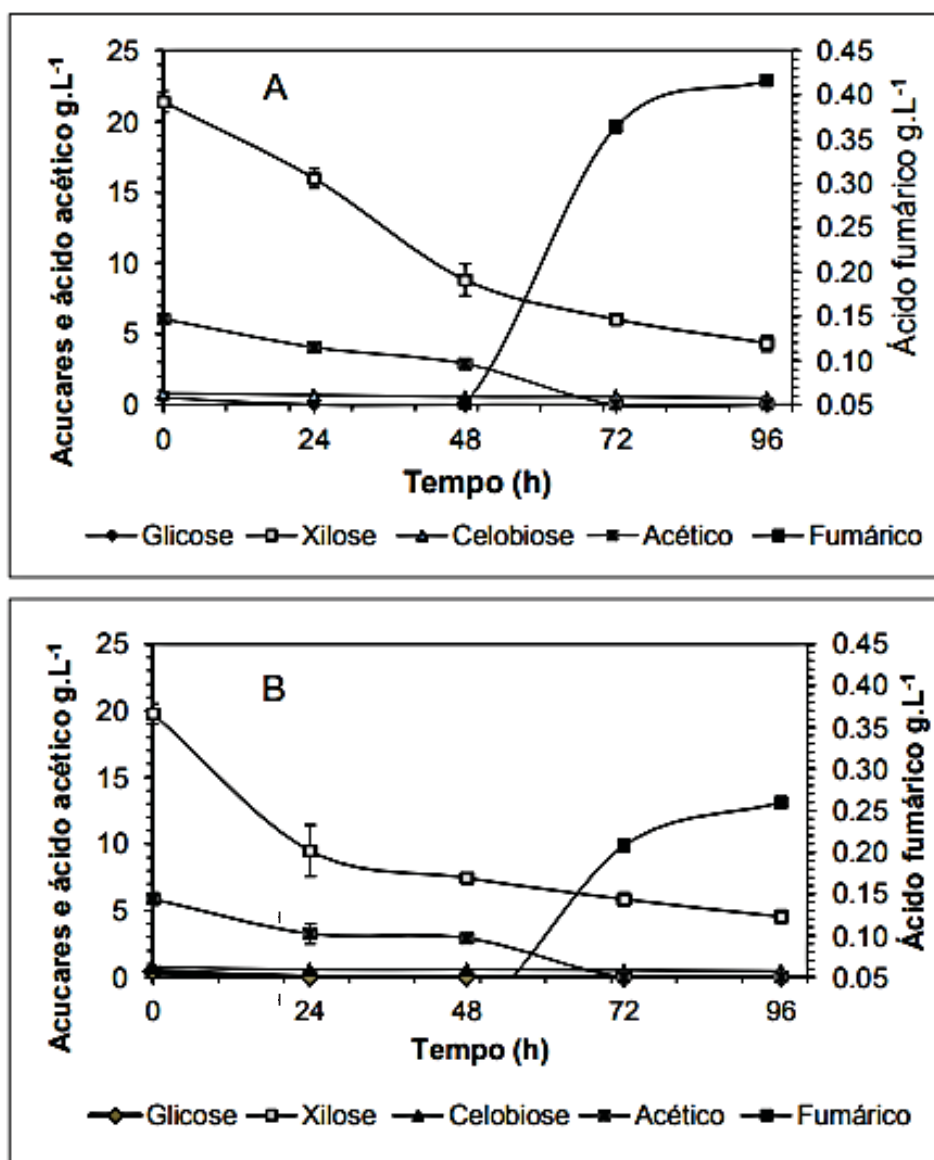 A
Acucares e ácido acético g.L-1
25
20
15
10
5
0
0.45
0.40
0.35
0.30
0.25
0.20
0.15
0.10
0.05
Ácido fumárico g.L-1
0 24 48 72 96
Tempo (h)
Glicose Xilose Celobiose Acético Fumárico
B
Acucares e ácido acético g.L-1
25
20
15
10
5
0
0.45
0.40
0.35
0.30
0.25
0.20
0.15
0.10
0.05
Ácido fumárico g.L-1
0 24 48 72 96
Tempo (h)
Glicose Xilose Celobiose Acético Fumárico